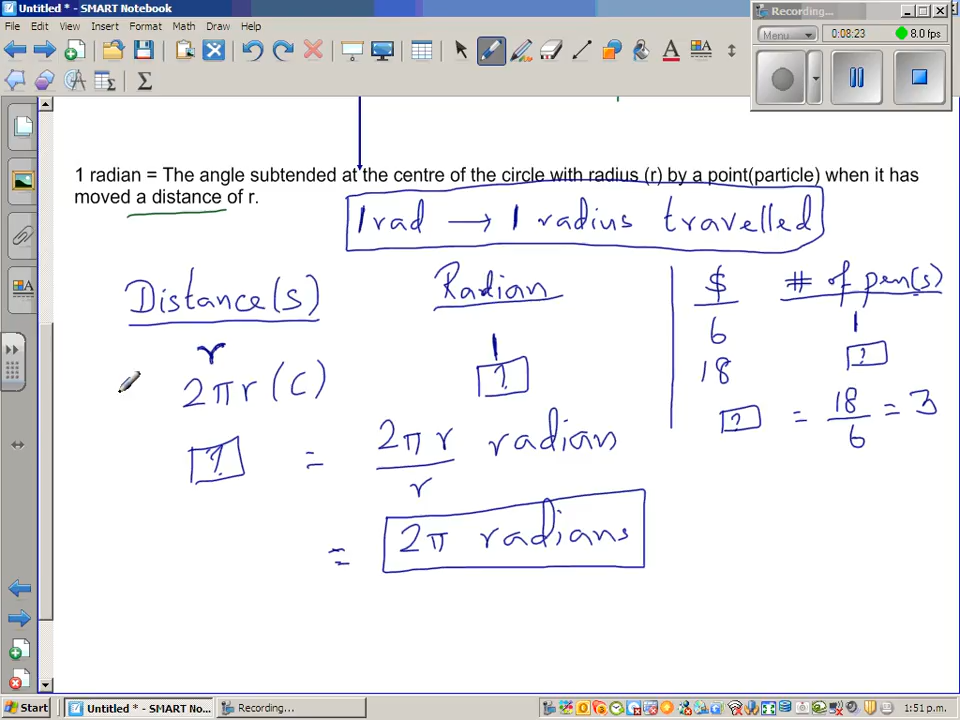 Untitled * - SMART Notebook
File Edit View Insert Format Math Draw Help
Recording...
Menu
0:08:23
8.0 fps
1 radian = The angle subtended at the centre of the circle with radius (r) by a point(particle) when it has
moved a distance of r.
1 rad → 1 radius travelled
Distance(s) Radian $ # of pen(s)
r 1 6 1
2πr (C) ? 18 ?
? = 2πr/r radian
? = 18/6 = 3
= 2π radians
Start
Untitled * - SMART No...
Recording...
1:51 p.m.